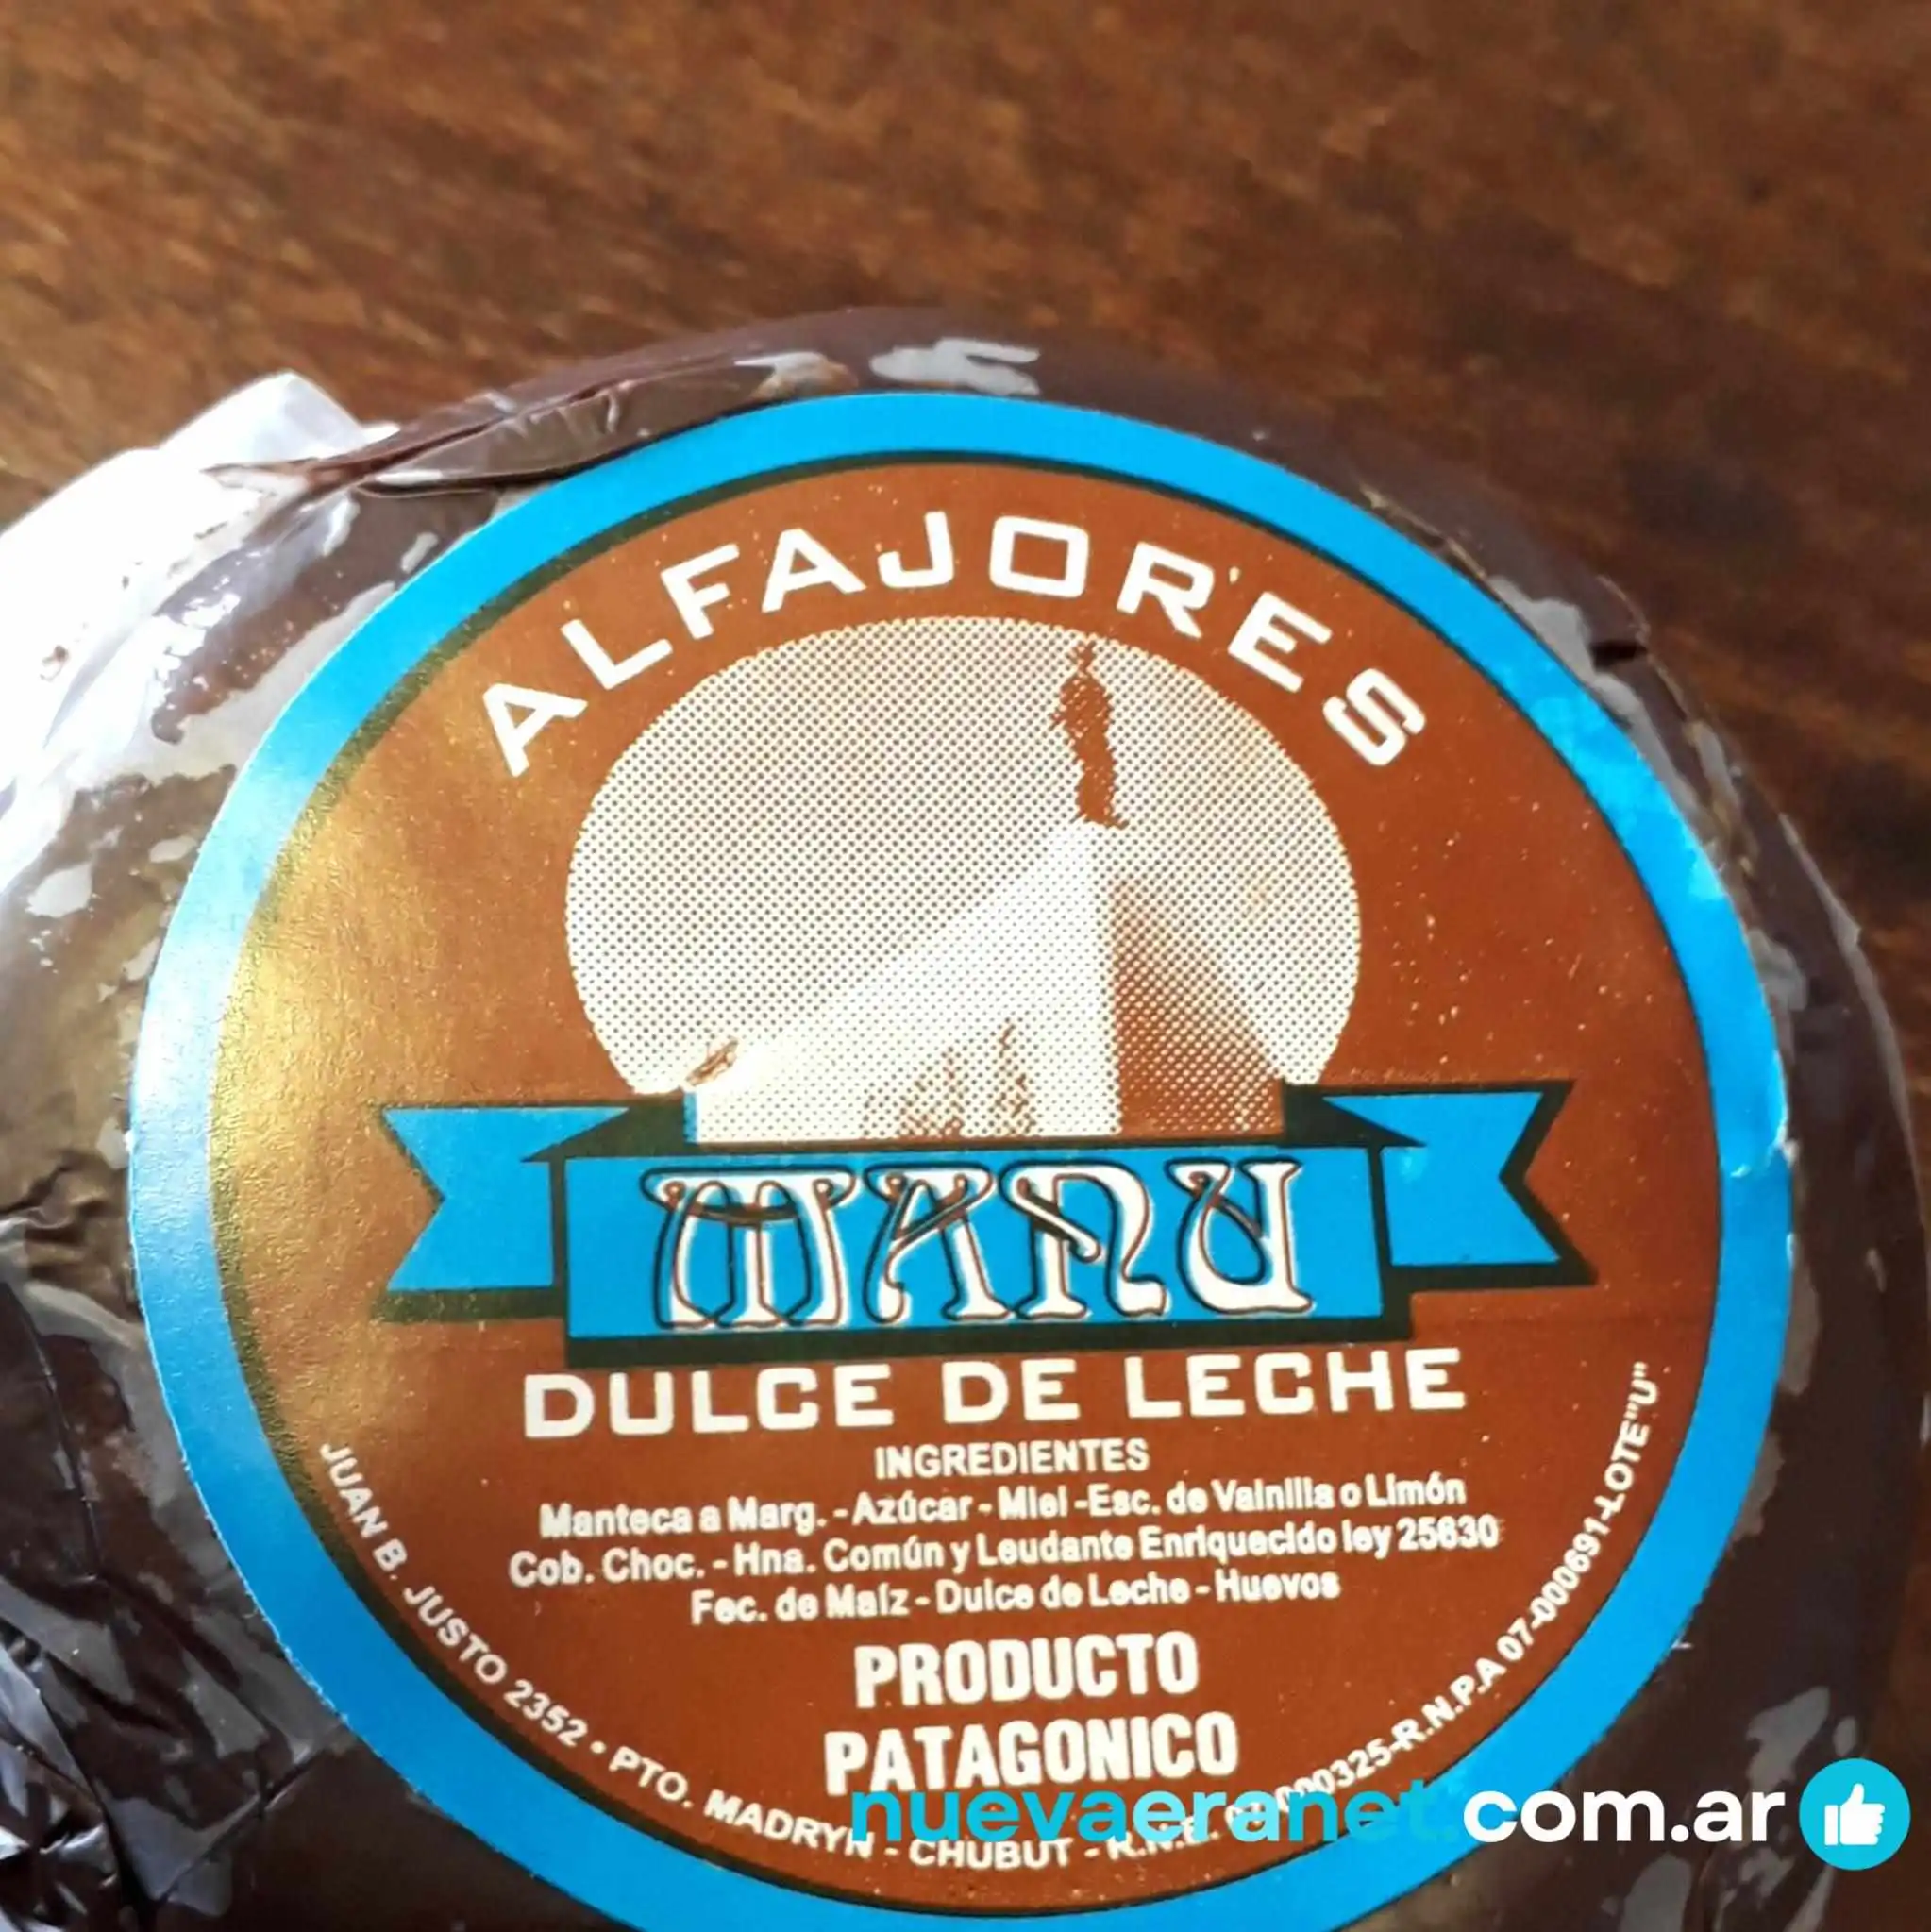 ALFAJORES
MANU
DULCE DE LECHE
INGREDIENTES
Manteca a Marg. - Azúcar - Miel - Esc. de Vainilla o Limón
Cob. Choc. - Hna. Común y Leudante Enriquecido ley 25630
Fec. de Maíz - Dulce de Leche - Huevos
PRODUCTO
PATAGONICO
JUAN B. JUSTO 2352 • PTO. MADRYN - CHUBUT - R.N.E. 000325-R.N.P.A 07-000691-LOTE"U"
nuevaeranet.com.ar